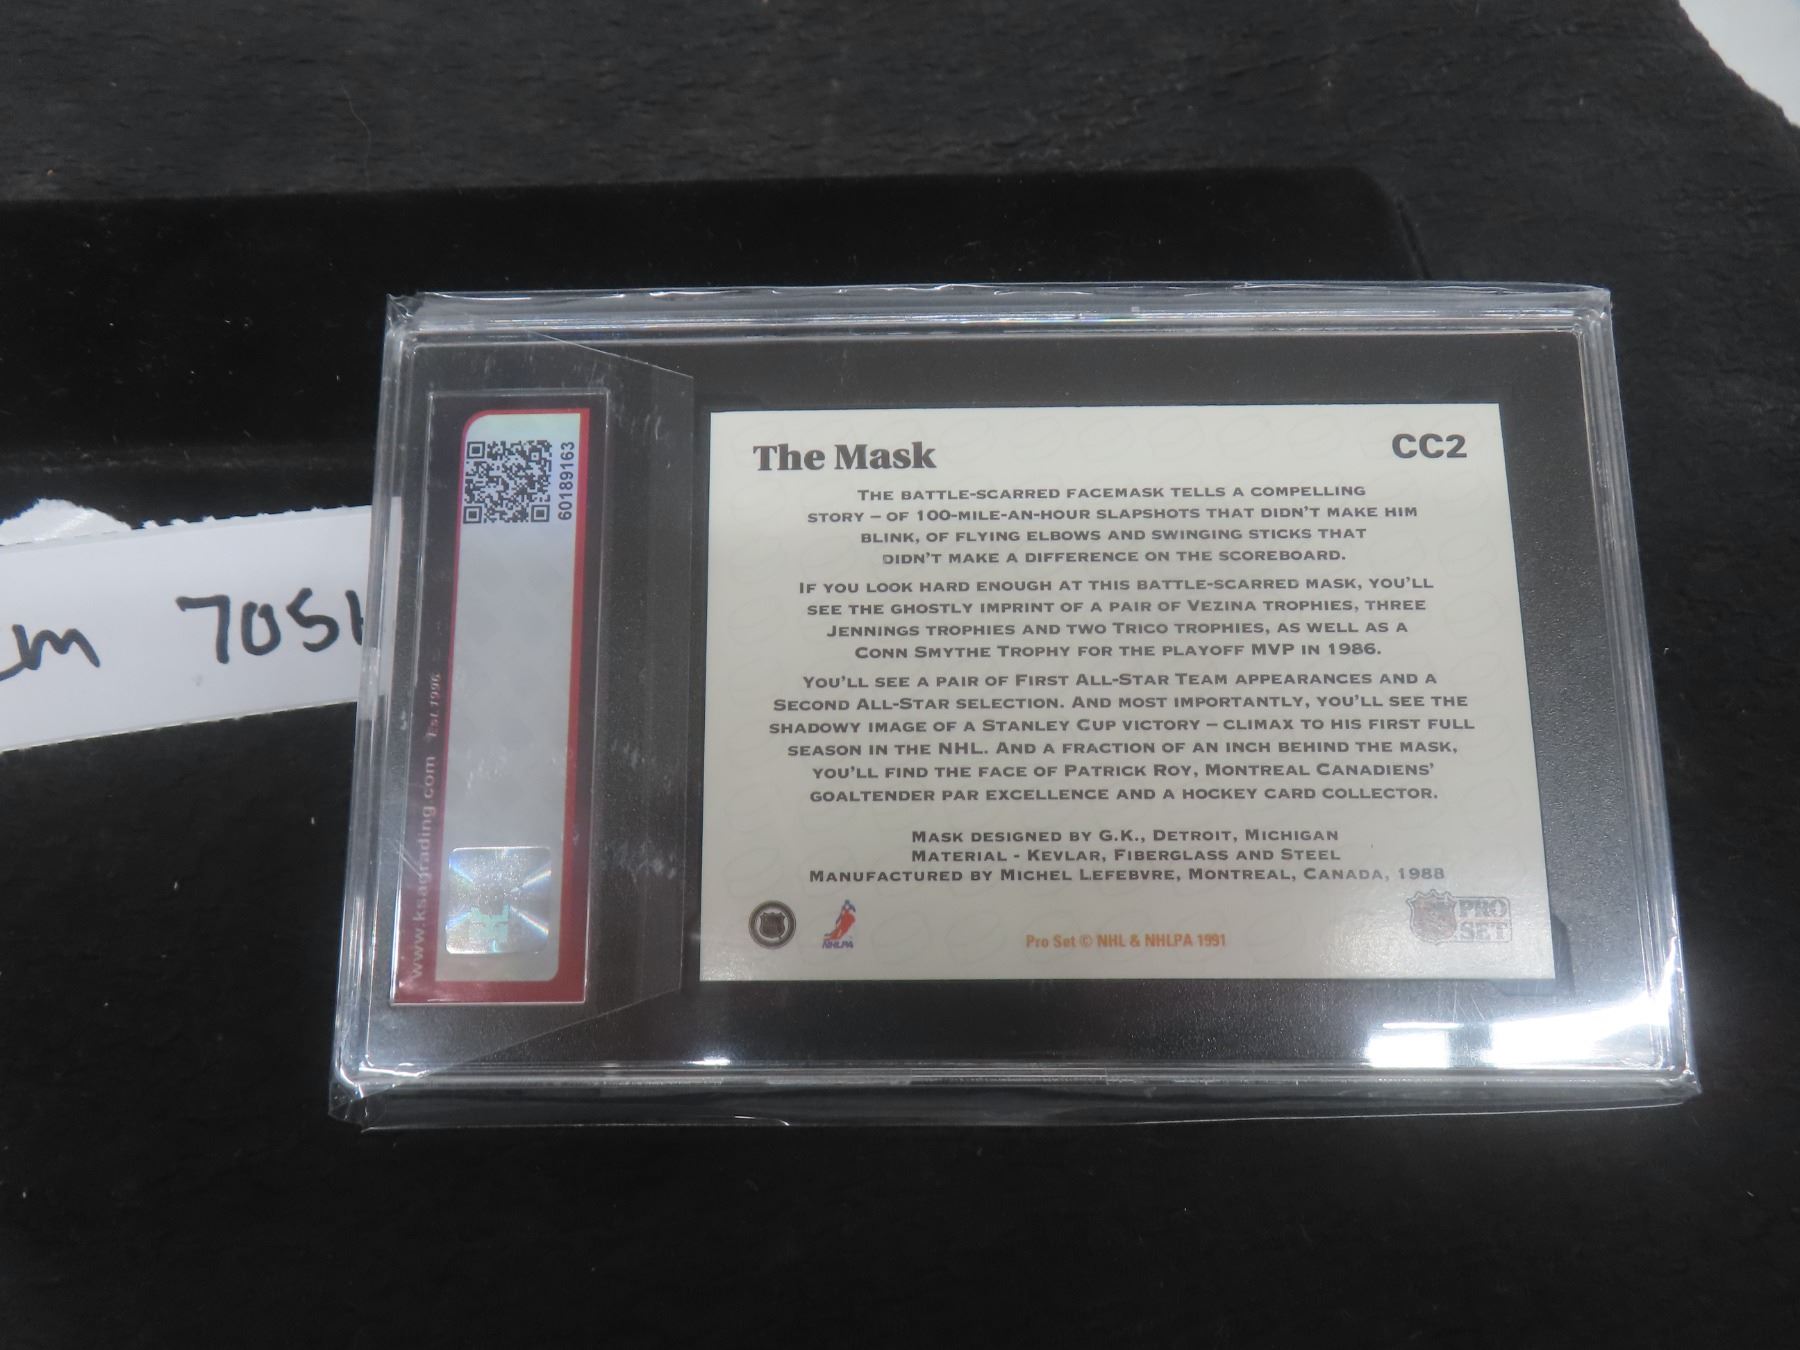 The Mask
CC2
THE BATTLE-SCARRED FACEMASK TELLS A COMPELLING
STORY – OF 100-MILE-AN-HOUR SLAPSHOTS THAT DIDN'T MAKE HIM
BLINK, OF FLYING ELBOWS AND SWINGING STICKS THAT
DIDN'T MAKE A DIFFERENCE ON THE SCOREBOARD.
IF YOU LOOK HARD ENOUGH AT THIS BATTLE-SCARRED MASK, YOU'LL
SEE THE GHOSTLY IMPRINT OF A PAIR OF VEZINA TROPHIES, THREE
JENNINGS TROPHIES AND TWO TRICO TROPHIES, AS WELL AS A
CONN SMYTHE TROPHY FOR THE PLAYOFF MVP IN 1986.
YOU'LL SEE A PAIR OF FIRST ALL-STAR TEAM APPEARANCES AND A
SECOND ALL-STAR SELECTION. AND MOST IMPORTANTLY, YOU'LL SEE THE
SHADOWY IMAGE OF A STANLEY CUP VICTORY – CLIMAX TO HIS FIRST FULL
SEASON IN THE NHL. AND A FRACTION OF AN INCH BEHIND THE MASK,
YOU'LL FIND THE FACE OF PATRICK ROY, MONTREAL CANADIENS'
GOALTENDER PAR EXCELLENCE AND A HOCKEY CARD COLLECTOR.
MASK DESIGNED BY G.K., DETROIT, MICHIGAN
MATERIAL - KEVLAR, FIBERGLASS AND STEEL
MANUFACTURED BY MICHEL LEFEBVRE, MONTREAL, CANADA, 1988
NHLPA
Pro Set © NHL & NHLPA 1991
PRO
SET
60189163
www.ksagrading.com Est.1996
705